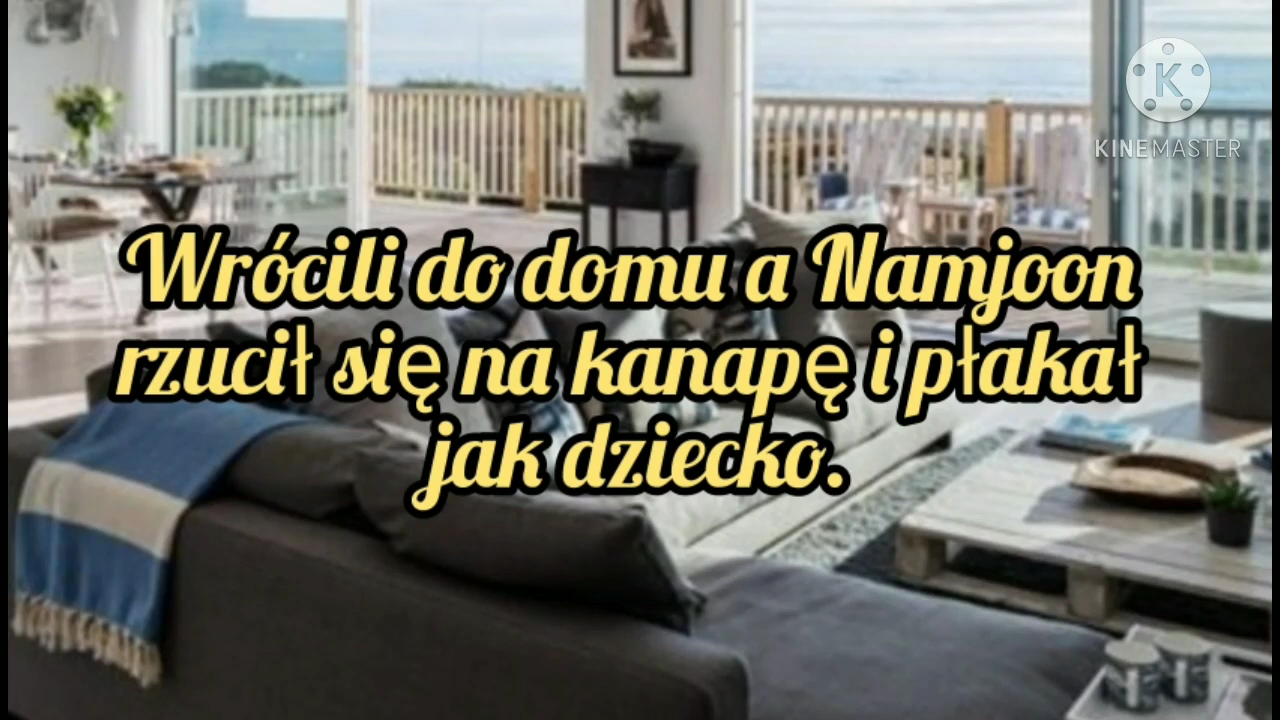 KINEMASTER
Wrócili do domu a Namjoon
rzucił się na kanapę i płakał
jak dziecko.